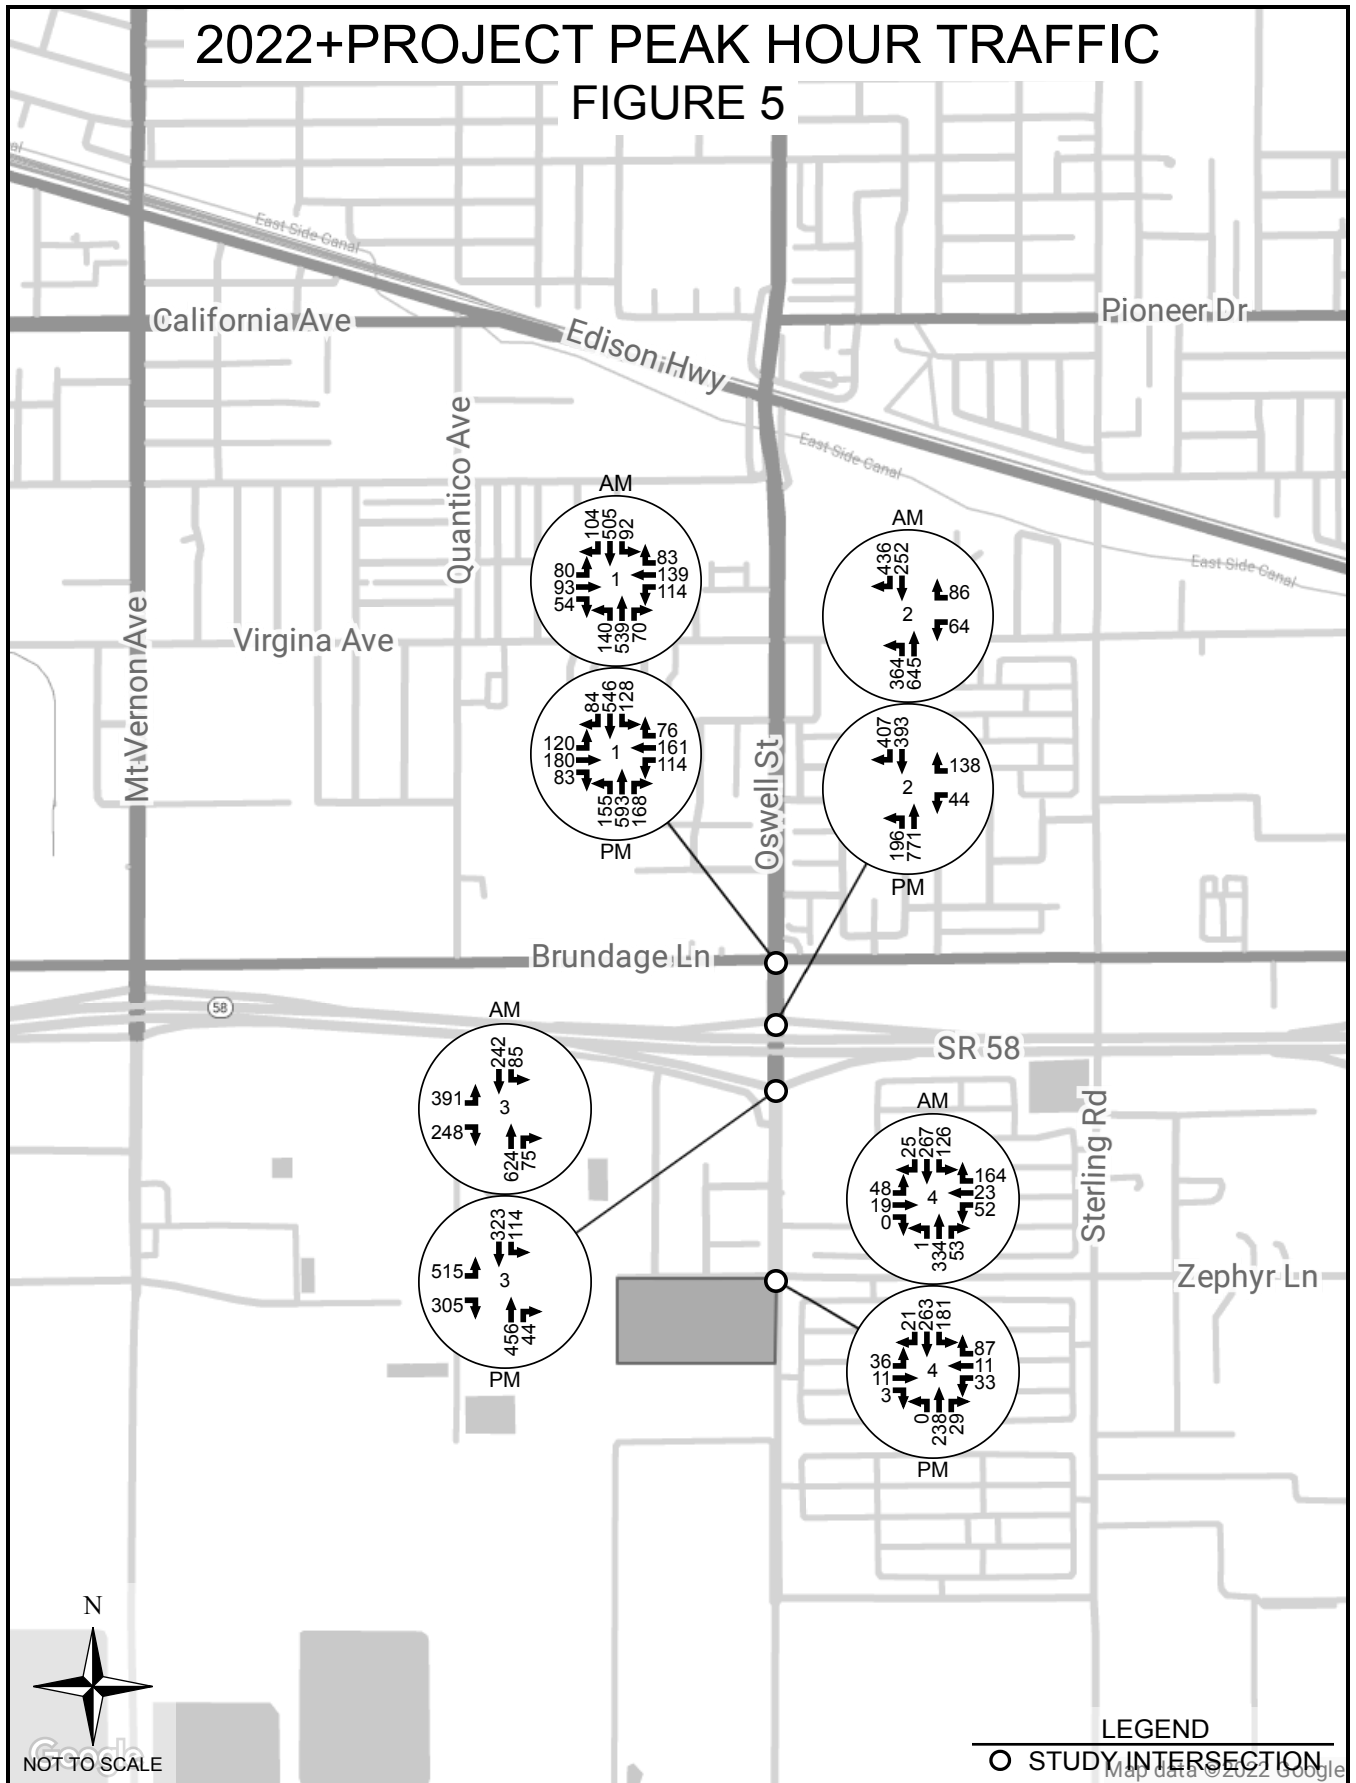 2022+PROJECT PEAK HOUR TRAFFIC
FIGURE 5
al
East Side Canal
California Ave
Pioneer Dr
Edison Hwy
Quantico Ave
East Side Canal
East Side Canal
Mt Vernon Ave
Virgina Ave
AM
104 505 92
80 93 54
1
83 139 114
140 539 70
84 546 128
120 180 83
1
76 161 114
155 593 168
PM
AM
436 252
86
2
64
364 645
407 393
138
2
44
196 771
PM
Oswell St
Brundage Ln
58
SR 58
AM
242 85
391
3
248
624 75
323 114
515
3
305
456 44
PM
Sterling Rd
AM
25 267 126
48 19 0
4
164 23 52
1 334 53
21 263 181
36 11 3
4
87 11 33
0 238 29
PM
Zephyr Ln
N
Google
NOT TO SCALE
LEGEND
STUDY INTERSECTION
Map data ©2022 Google